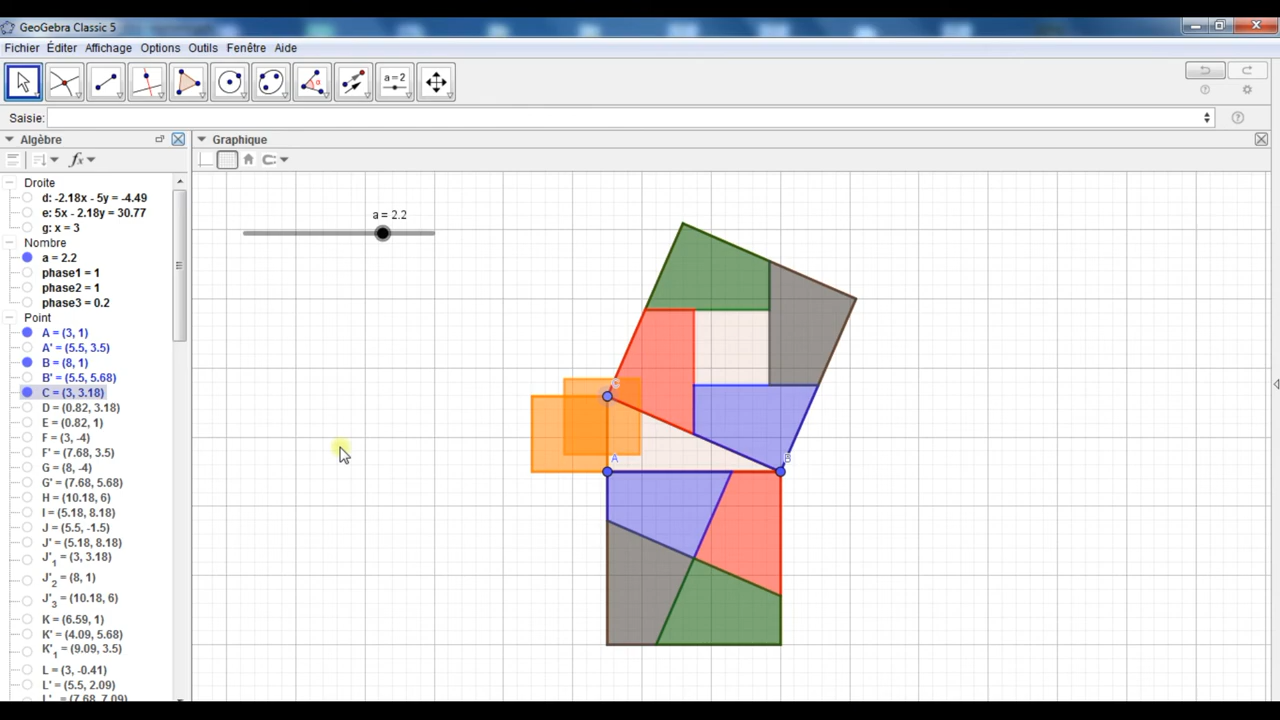 GeoGebra Classic 5
Fichier Éditer Affichage Options Outils Fenêtre Aide
a = 2
Saisie:
Algèbre
Graphique
fx
Droite
d: -2.18x - 5y = -4.49
e: 5x - 2.18y = 30.77
g: x = 3
Nombre
a = 2.2
phase1 = 1
phase2 = 1
phase3 = 0.2
Point
A = (3, 1)
A' = (5.5, 3.5)
B = (8, 1)
B' = (5.5, 5.68)
C = (3, 3.18)
D = (0.82, 3.18)
E = (0.82, 1)
F = (3, -4)
F' = (7.68, 3.5)
G = (8, -4)
G' = (7.68, 5.68)
H = (10.18, 6)
I = (5.18, 8.18)
J = (5.5, -1.5)
J' = (5.18, 8.18)
J'1 = (3, 3.18)
J'2 = (8, 1)
J'3 = (10.18, 6)
K = (6.59, 1)
K' = (4.09, 5.68)
K'1 = (9.09, 3.5)
L = (3, -0.41)
L' = (5.5, 2.09)
a = 2.2
C
A
B